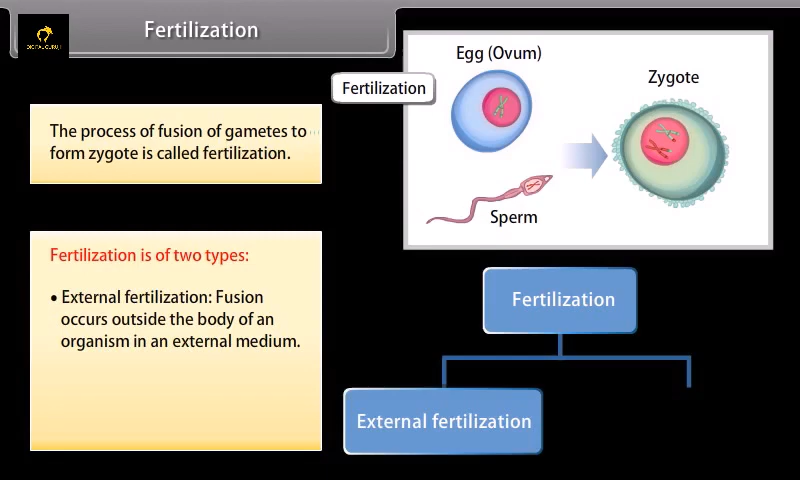 Fertilization
DIGITAL GURUJI
The process of fusion of gametes to
form zygote is called fertilization.
Fertilization
Egg (Ovum)
Zygote
Sperm
Fertilization is of two types:
• External fertilization: Fusion
occurs outside the body of an
organism in an external medium.
Fertilization
External fertilization